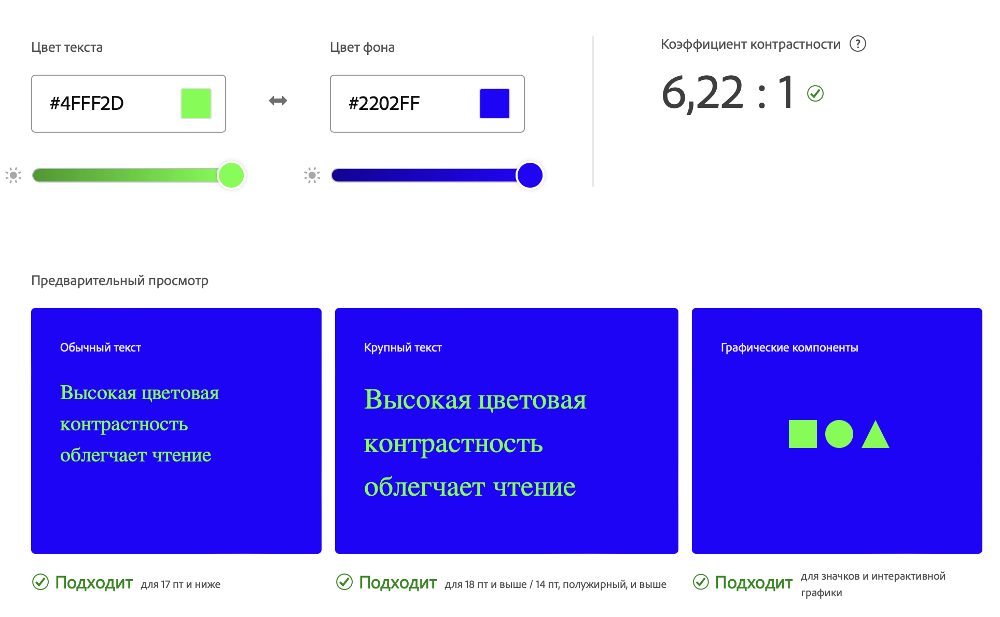 Цвет текста
Цвет фона
Коэффициент контрастности ?
#4FFF2D
#2202FF
6,22 : 1
Предварительный просмотр
Обычный текст
Высокая цветовая
контрастность
облегчает чтение
Крупный текст
Высокая цветовая
контрастность
облегчает чтение
Графические компоненты
Подходит для 17 пт и ниже
Подходит для 18 пт и выше / 14 пт, полужирный, и выше
Подходит для значков и интерактивной
графики